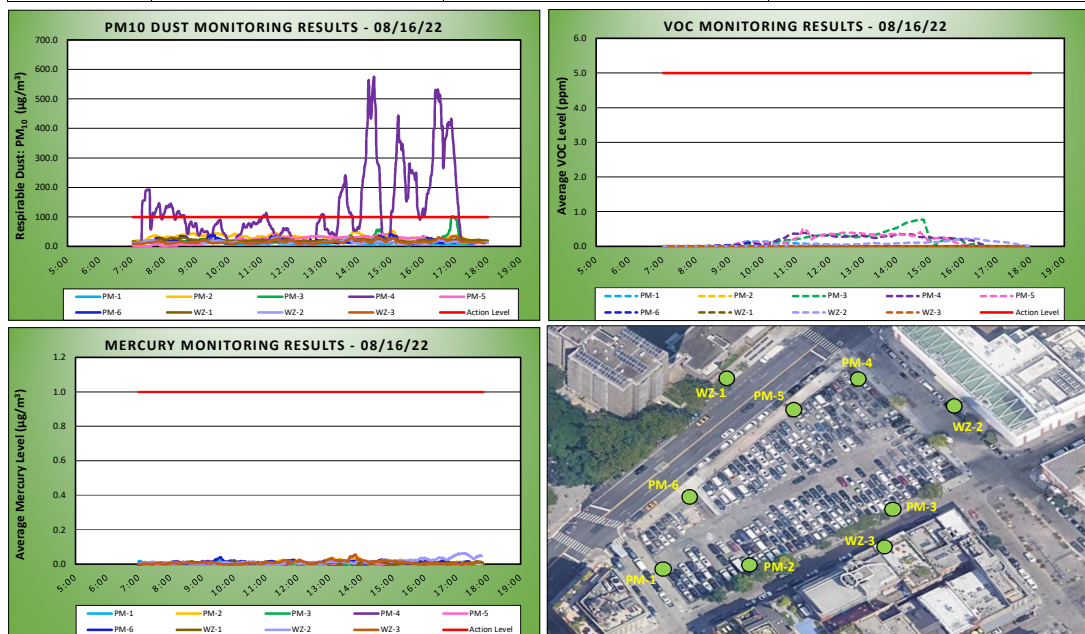 PM10 DUST MONITORING RESULTS - 08/16/22
Respirable Dust: PM10 (µg/m³)
700.0
600.0
500.0
400.0
300.0
200.0
100.0
0.0
5:00 6:00 7:00 8:00 9:00 10:00 11:00 12:00 13:00 14:00 15:00 16:00 17:00 18:00 19:00
PM-1 PM-2 PM-3 PM-4 PM-5
PM-6 WZ-1 WZ-2 WZ-3 Action Level
VOC MONITORING RESULTS - 08/16/22
Average VOC Level (ppm)
6.0
5.0
4.0
3.0
2.0
1.0
0.0
5:00 6:00 7:00 8:00 9:00 10:00 11:00 12:00 13:00 14:00 15:00 16:00 17:00 18:00 19:00
PM-1 PM-2 PM-3 PM-4 PM-5
PM-6 WZ-1 WZ-2 WZ-3 Action Level
MERCURY MONITORING RESULTS - 08/16/22
Average Mercury Level (µg/m³)
1.2
1.0
0.8
0.6
0.4
0.2
0.0
5:00 6:00 7:00 8:00 9:00 10:00 11:00 12:00 13:00 14:00 15:00 16:00 17:00 18:00 19:00
PM-1 PM-2 PM-3 PM-4 PM-5
PM-6 WZ-1 WZ-2 WZ-3 Action Level
PM-4
WZ-1
PM-5
WZ-2
PM-6
PM-3
WZ-3
PM-1
PM-2